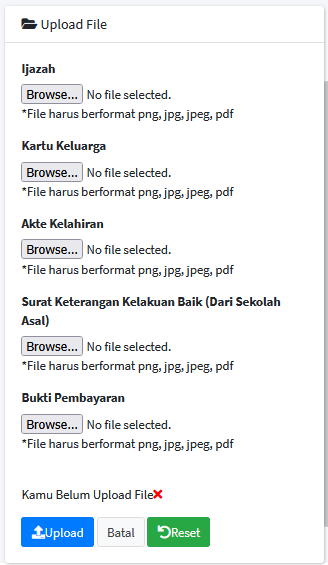 Upload File
Ijazah
Browse... No file selected.
*File harus berformat png, jpg, jpeg, pdf
Kartu Keluarga
Browse... No file selected.
*File harus berformat png, jpg, jpeg, pdf
Akte Kelahiran
Browse... No file selected.
*File harus berformat png, jpg, jpeg, pdf
Surat Keterangan Kelakuan Baik (Dari Sekolah
Asal)
Browse... No file selected.
*File harus berformat png, jpg, jpeg, pdf
Bukti Pembayaran
Browse... No file selected.
*File harus berformat png, jpg, jpeg, pdf
Kamu Belum Upload File
Upload Batal Reset